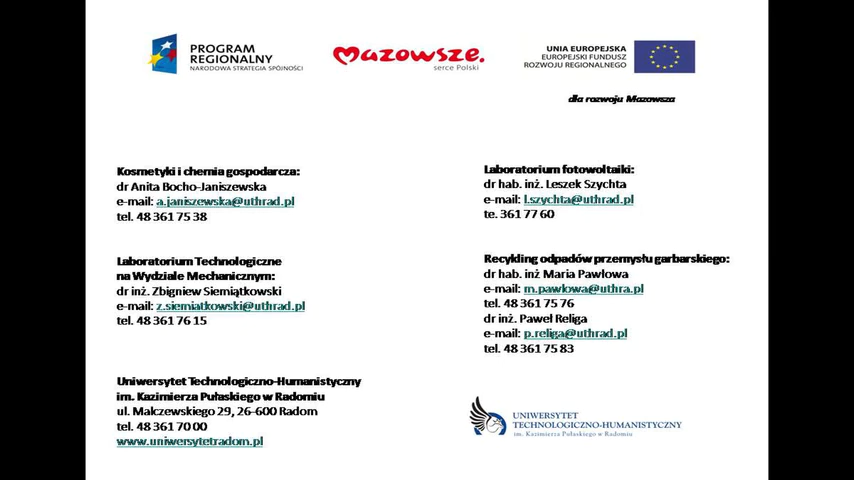 PROGRAM
REGIONALNY
NARODOWA STRATEGIA SPÓJNOŚCI
mazowsze.
serce Polski
UNIA EUROPEJSKA
EUROPEJSKI FUNDUSZ
ROZWOJU REGIONALNEGO
dla rozwoju Mazowsza
Kosmetyki i chemia gospodarcza:
dr Anita Bocho-Janiszewska
e-mail: a.janiszewska@uthrad.pl
tel. 48 361 75 38
Laboratorium Technologiczne
na Wydziale Mechanicznym:
dr inż. Zbigniew Siemiątkowski
e-mail: z.siemiatkowski@uthrad.pl
tel. 48 361 76 15
Uniwersytet Technologiczno-Humanistyczny
im. Kazimierza Pułaskiego w Radomiu
ul. Malczewskiego 29, 26-600 Radom
tel. 48 361 70 00
www.uniwersytetradom.pl
Laboratorium fotowoltaiki:
dr hab. inż. Leszek Szychta
e-mail: l.szychta@uthrad.pl
te. 361 77 60
Recykling odpadów przemysłu garbarskiego:
dr hab. inż Maria Pawłowa
e-mail: m.pawlowa@uthra.pl
tel. 48 361 75 76
dr inż. Paweł Religa
e-mail: p.religa@uthrad.pl
tel. 48 361 75 83
UNIWERSYTET
TECHNOLOGICZNO-HUMANISTYCZNY
im. Kazimierza Pułaskiego w Radomiu